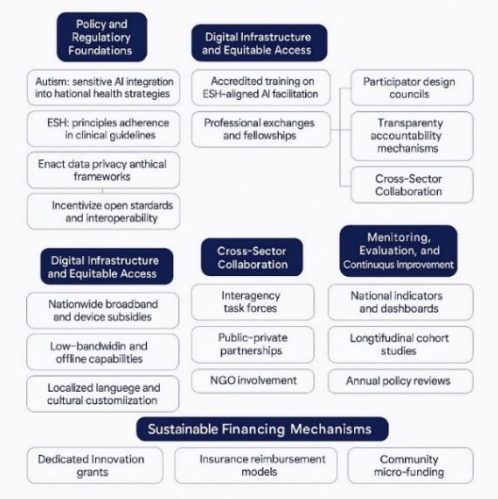 Policy and
Regulatory
Foundations
Autism: sensitive AI integration
into hational health strategies
ESH: principles adherence
in clinical guidelines
Enact data privacy anthical
frameworks
Incentivize open stardards
and interoperability
Digital Infrastructure
and Equitable Access
Accredited training on
ESH-aligned AI facilitation
Professional exchanges
and fellowships
Participator design
councils
Transparenty
accountability
mechanisms
Cross-Sector
Collaboration
Digital Infrastructure
and Equitable Access
Nationwide broadband
and device subsidies
Low-bandwidin and
offline capabilities
Localized languege and
cultural customiization
Cross-Sector
Collaboration
Interagency
task forces
Public-private
partnerships
NGO involvement
Monitoring,
Evaluation, and
Continuqus Improvement
National indicators
and dashboards
Longtitudinal cohort
studies
Annual policy reviews
Sustainable Financing Mechanisms
Dedicated Innovation
grants
Insurance reimbursement
models
Community
micro-funding